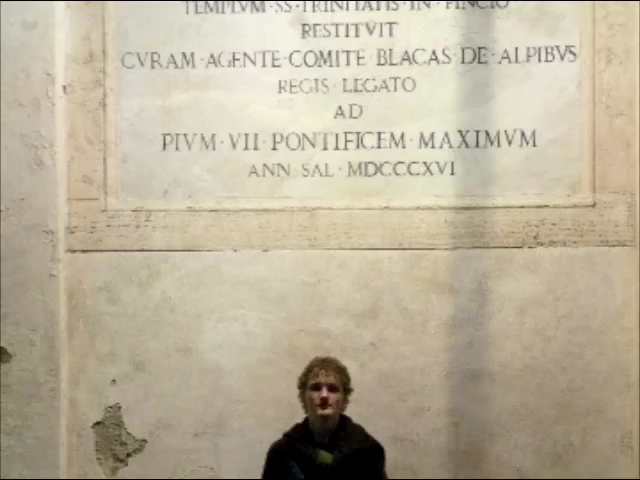 TEMPLVM·SS·TRINITATIS·IN·PINCIO
RESTITVIT
CVRAM·AGENTE·COMITE·BLACAS·DE·ALPIBVS
REGIS·LEGATO
AD
PIVM·VII·PONTIFICEM·MAXIMVM
ANN·SAL·MDCCCXVI